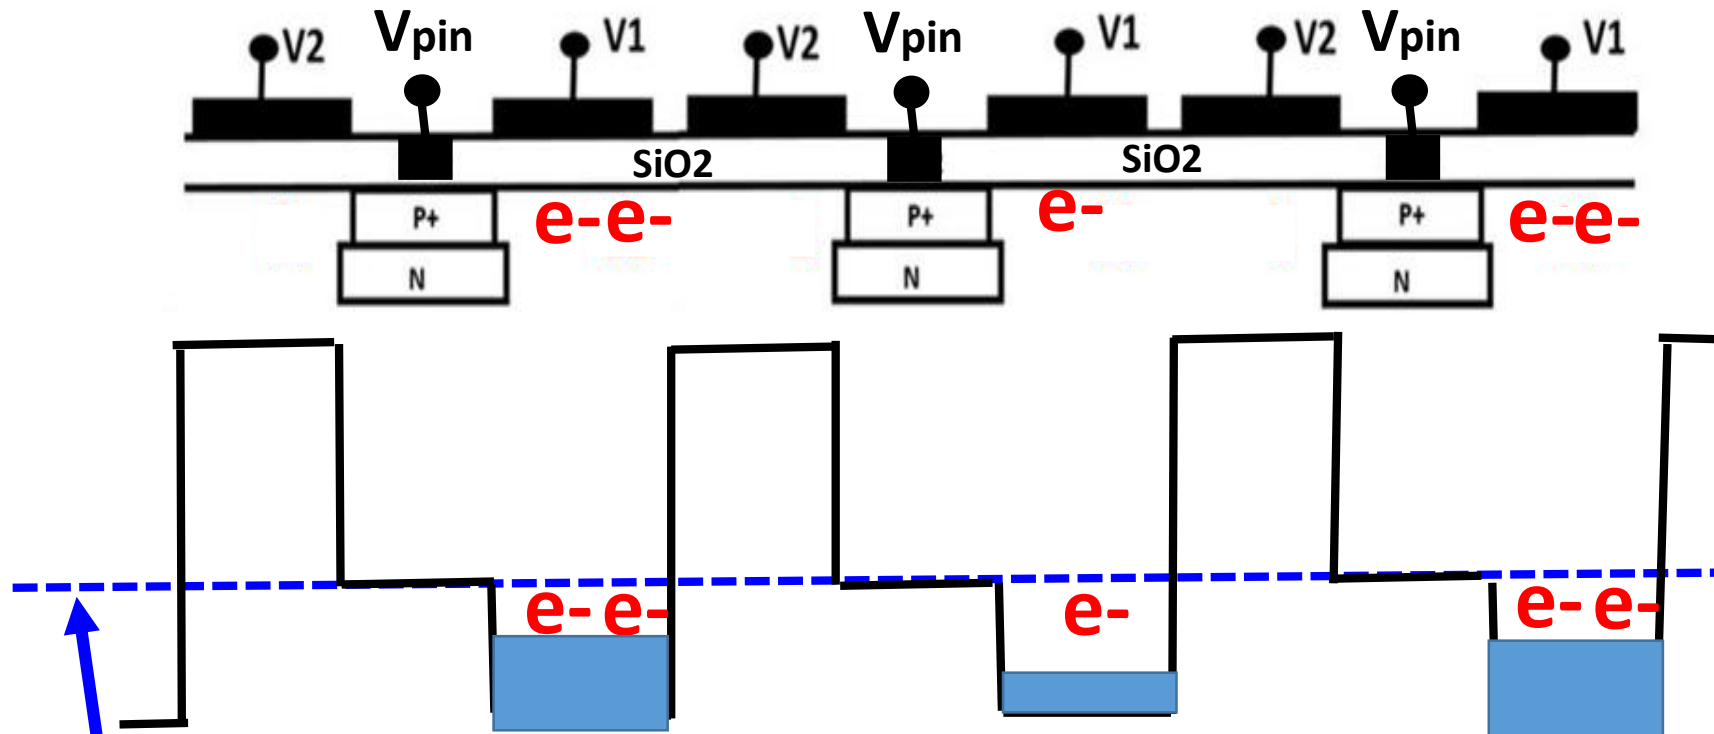 V2 Vpin V1 V2 Vpin V1 V2 Vpin V1
SiO2 SiO2
P+ e-e- P+ e- P+ e-e-
N N N
e- e- e- e- e-